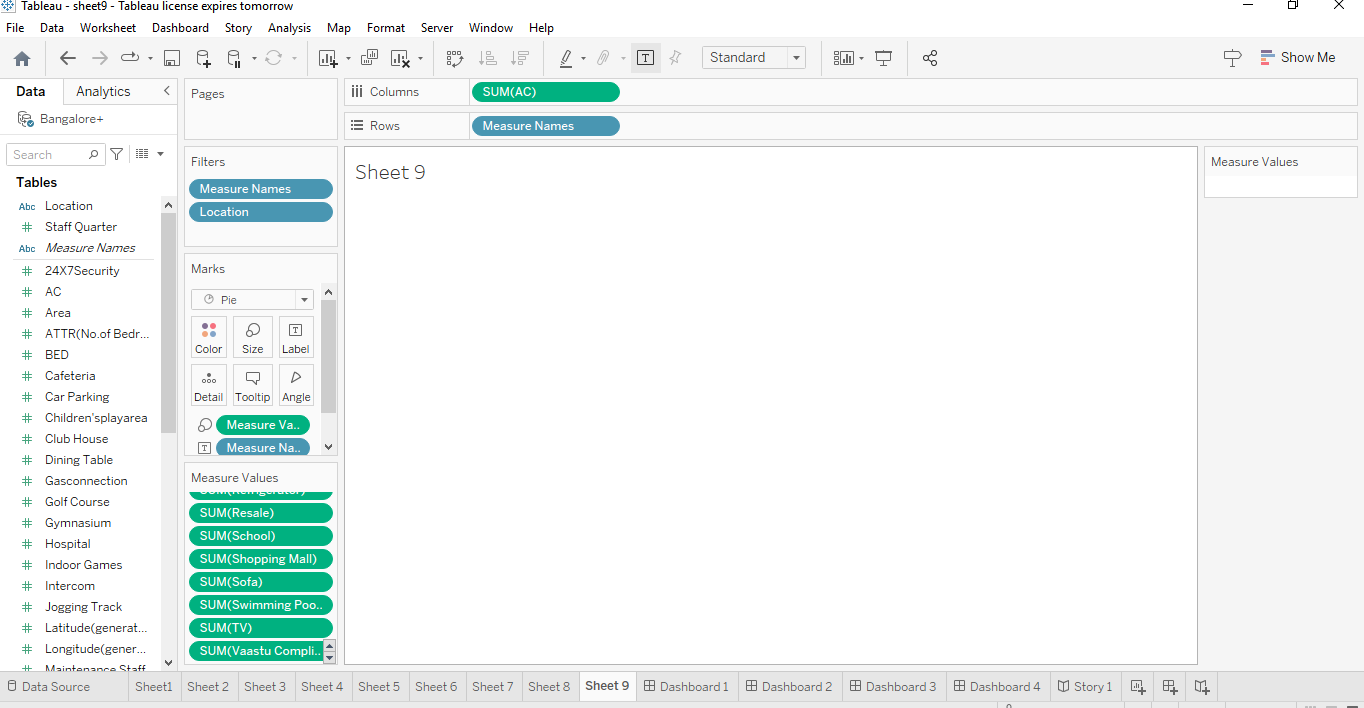 Tableau - sheet9 - Tableau license expires tomorrow
File Data Worksheet Dashboard Story Analysis Map Format Server Window Help
Standard
Show Me
Data Analytics
Bangalore+
Search
Tables
Abc Location
# Staff Quarter
Abc Measure Names
# 24X7Security
# AC
# Area
# ATTR(No.of Bedr...
# BED
# Cafeteria
# Car Parking
# Children'splayarea
# Club House
# Dining Table
# Gasconnection
# Golf Course
# Gymnasium
# Hospital
# Indoor Games
# Intercom
# Jogging Track
# Latitude(generat...
# Longitude(gener...
# Maintenance Staff
Pages
Filters
Measure Names
Location
Marks
Pie
Color Size Label
Detail Tooltip Angle
Measure Va..
Measure Na..
Measure Values
SUM(Refrigerator)
SUM(Resale)
SUM(School)
SUM(Shopping Mall)
SUM(Sofa)
SUM(Swimming Poo..
SUM(TV)
SUM(Vaastu Compli..
Columns SUM(AC)
Rows Measure Names
Sheet 9
Measure Values
Data Source Sheet1 Sheet 2 Sheet 3 Sheet 4 Sheet 5 Sheet 6 Sheet 7 Sheet 8 Sheet 9 Dashboard 1 Dashboard 2 Dashboard 3 Dashboard 4 Story 1